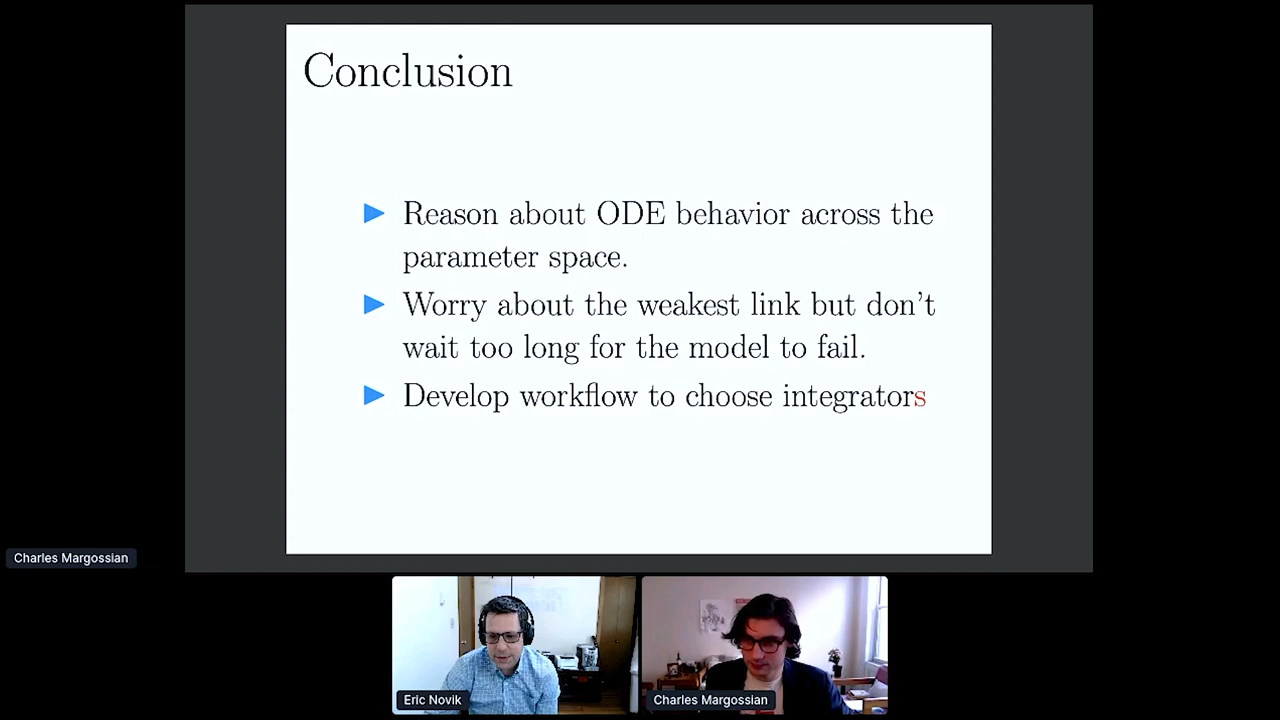 Conclusion
Reason about ODE behavior across the
parameter space.
Worry about the weakest link but don't
wait too long for the model to fail.
Develop workflow to choose integrators
Charles Margossian
Eric Novik
Charles Margossian